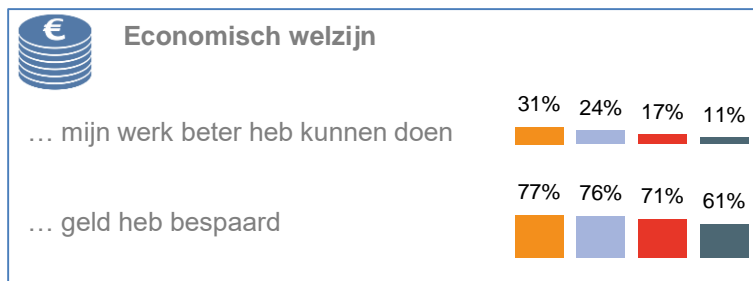 €
Economisch welzijn
31% 24% 17% 11%
... mijn werk beter heb kunnen doen
77% 76% 71% 61%
... geld heb bespaard